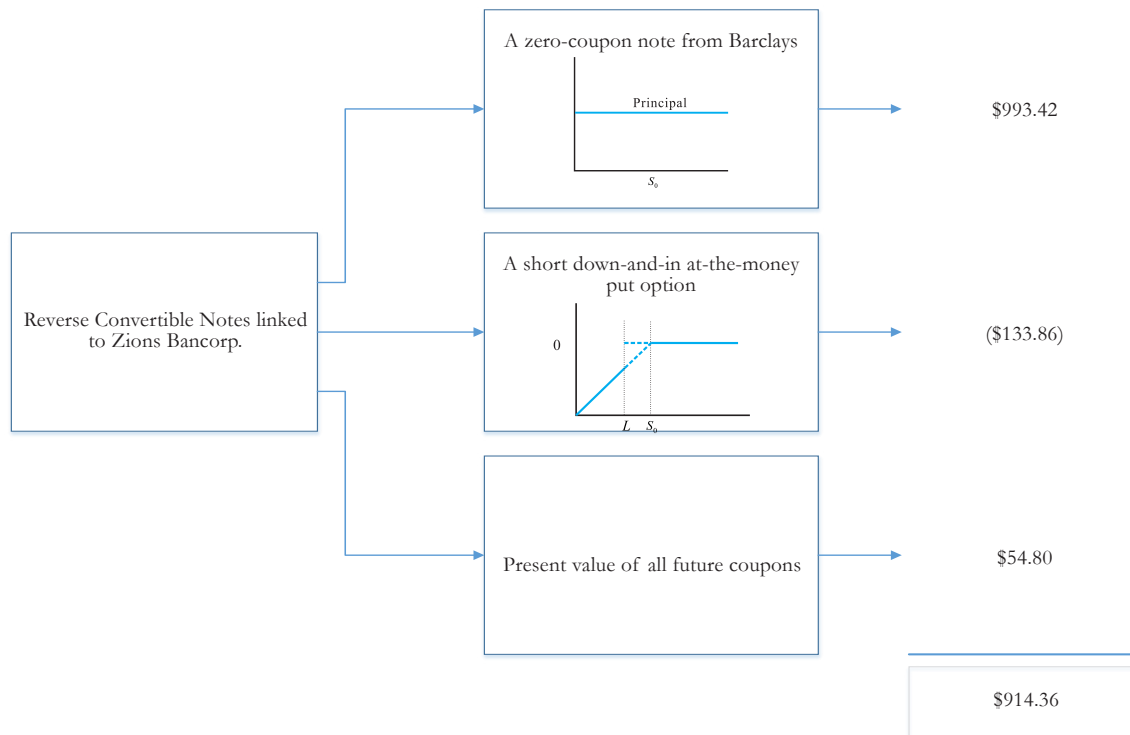 A zero-coupon note from Barclays
Principal
S₀
$993.42
Reverse Convertible Notes linked
to Zions Bancorp.
A short down-and-in at-the-money
put option
0
L S₀
($133.86)
Present value of all future coupons
$54.80
$914.36